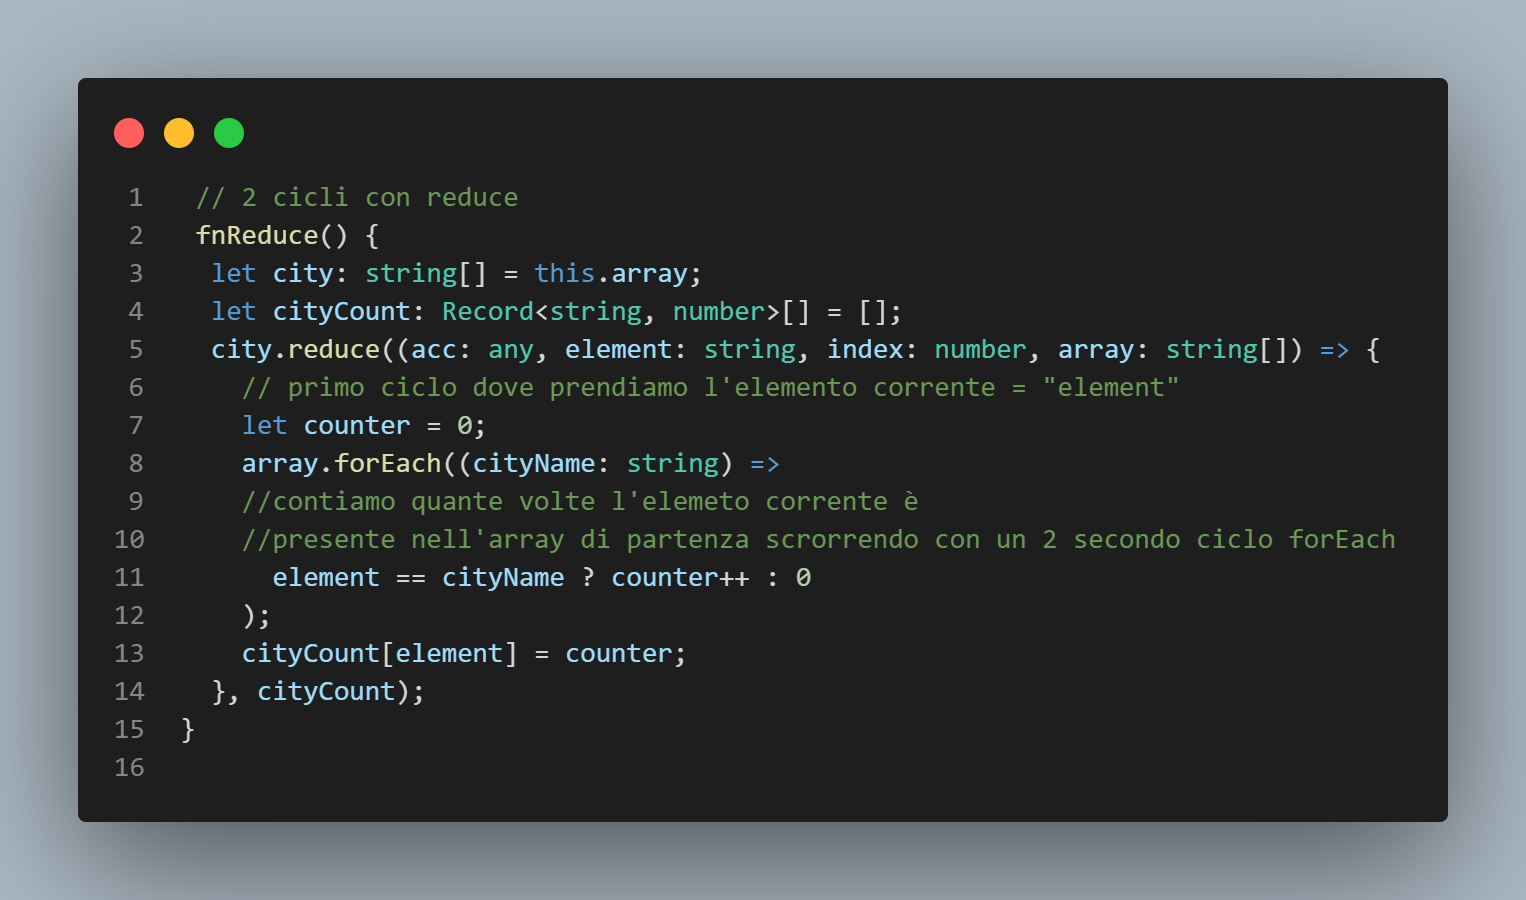 1 // 2 cicli con reduce
2 fnReduce() {
3 let city: string[] = this.array;
4 let cityCount: Record<string, number>[] = [];
5 city.reduce((acc: any, element: string, index: number, array: string[]) => {
6 // primo ciclo dove prendiamo l'elemento corrente = "element"
7 let counter = 0;
8 array.forEach((cityName: string) =>
9 //contiamo quante volte l'elemeto corrente è
10 //presente nell'array di partenza scrorrendo con un 2 secondo ciclo forEach
11 element == cityName ? counter++ : 0
12 );
13 cityCount[element] = counter;
14 }, cityCount);
15 }
16